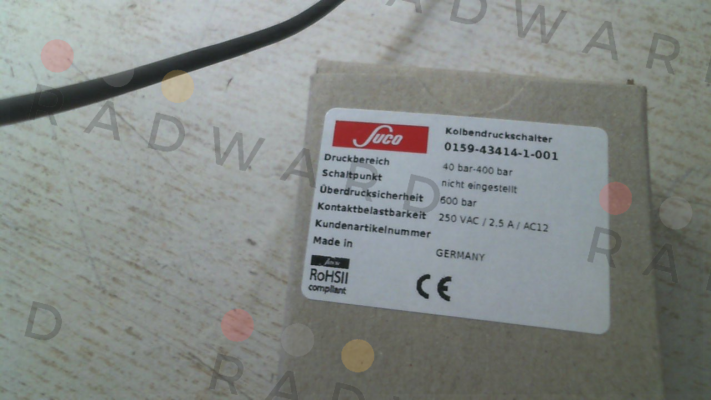 RADWARD
RADWARD
Suco
Kolbendruckschalter
0159-43414-1-001
Druckbereich 40 bar-400 bar
Schaltpunkt nicht eingestellt
Überdrucksicherheit 600 bar
Kontaktbelastbarkeit 250 VAC / 2,5 A / AC12
Kundenartikelnummer
Made in GERMANY
RoHSII
compliant
CE
RADWA
D
RADWARD